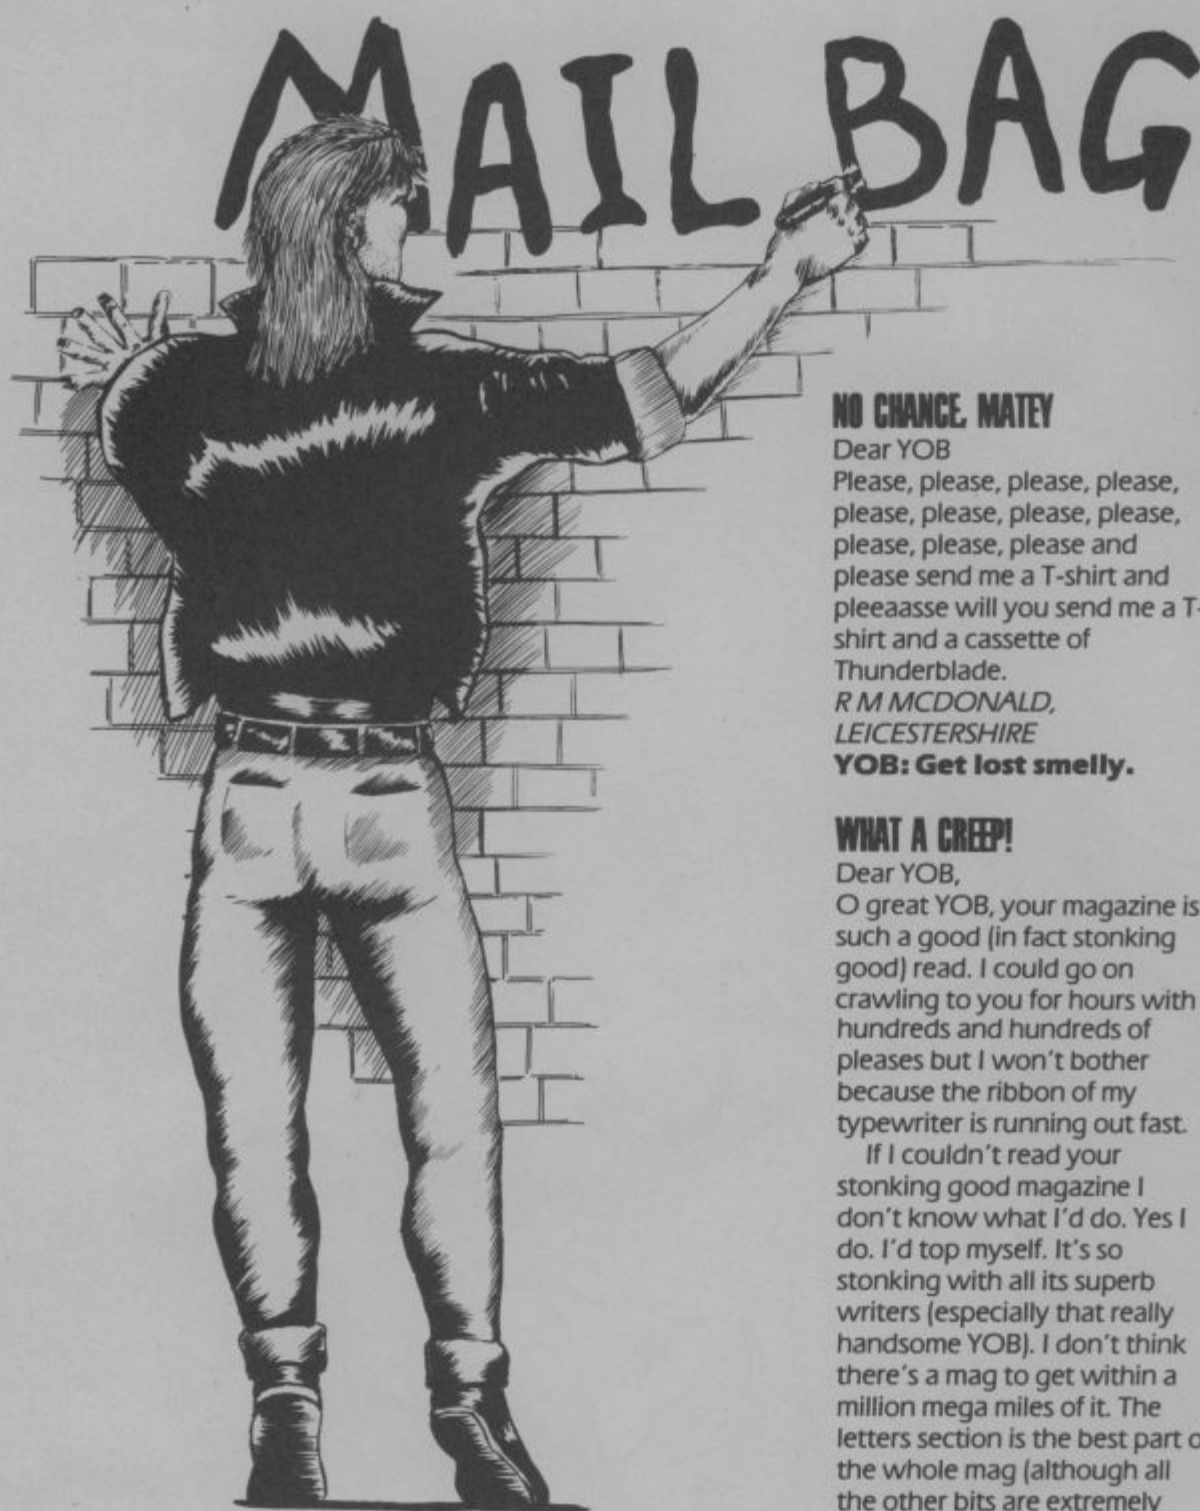 MAIL BAG
NO CHANCE, MATEY
Dear YOB
Please, please, please, please,
please, please, please, please,
please, please, please and
please send me a T-shirt and
pleeaasse will you send me a T-
shirt and a cassette of
Thunderblade.
R M MCDONALD,
LEICESTERSHIRE
YOB: Get lost smelly.
WHAT A CREEP!
Dear YOB,
O great YOB, your magazine is
such a good (in fact stonking
good) read. I could go on
crawling to you for hours with
hundreds and hundreds of
pleases but I won't bother
because the ribbon of my
typewriter is running out fast.
If I couldn't read your
stonking good magazine I
don't know what I'd do. Yes I
do. I'd top myself. It's so
stonking with all its superb
writers (especially that really
handsome YOB). I don't think
there's a mag to get within a
million mega miles of it. The
letters section is the best part
the whole mag (although all
the other bits are extremely